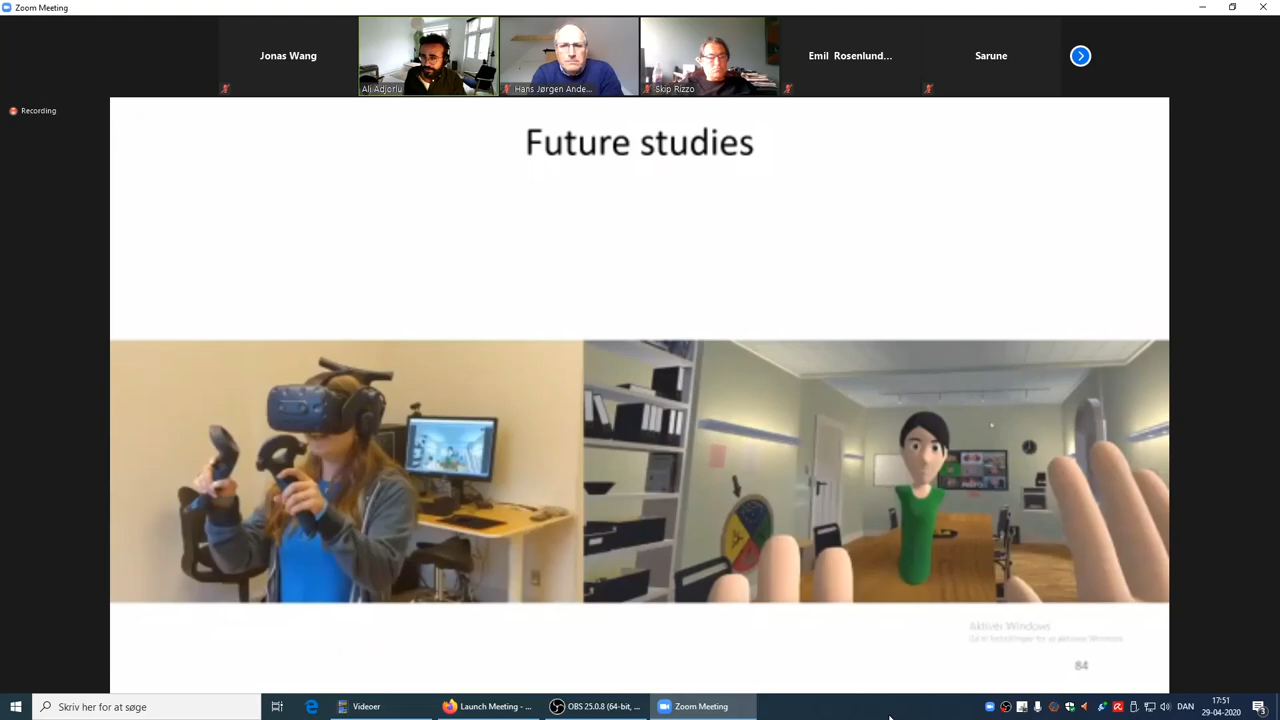 Zoom Meeting
Jonas Wang
Ali Adjorlu
Hans Jørgen Ande...
Skip Rizzo
Emil Rosenlund...
Sarune
Recording
Future studies
Aktivér Windows
84
Skriv her for at søge
Videoer
Launch Meeting - ...
OBS 25.0.8 (64-bit, ...
Zoom Meeting
DAN
17:51
29-04-2020